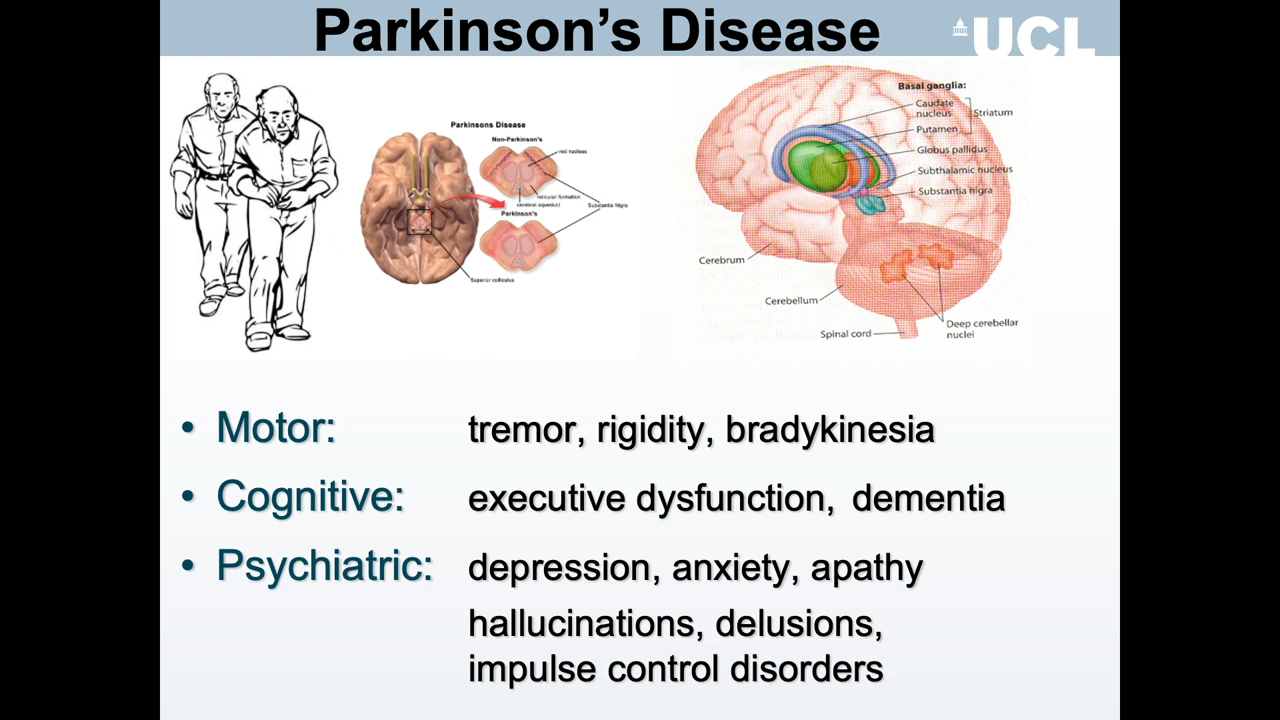 Parkinson's Disease
UCL
Parkinsons Disease
Non-Parkinson's
red nucleus
reticular formation
cerebral aqueduct
Substantia Nigra
Parkinson's
Superior colliculus
Basal ganglia:
Caudate
nucleus
Striatum
Putamen
Globus pallidus
Subthalamic nucleus
Substantia nigra
Cerebrum
Cerebellum
Spinal cord
Deep cerebellar
nuclei
• Motor: tremor, rigidity, bradykinesia
• Cognitive: executive dysfunction, dementia
• Psychiatric: depression, anxiety, apathy
hallucinations, delusions,
impulse control disorders